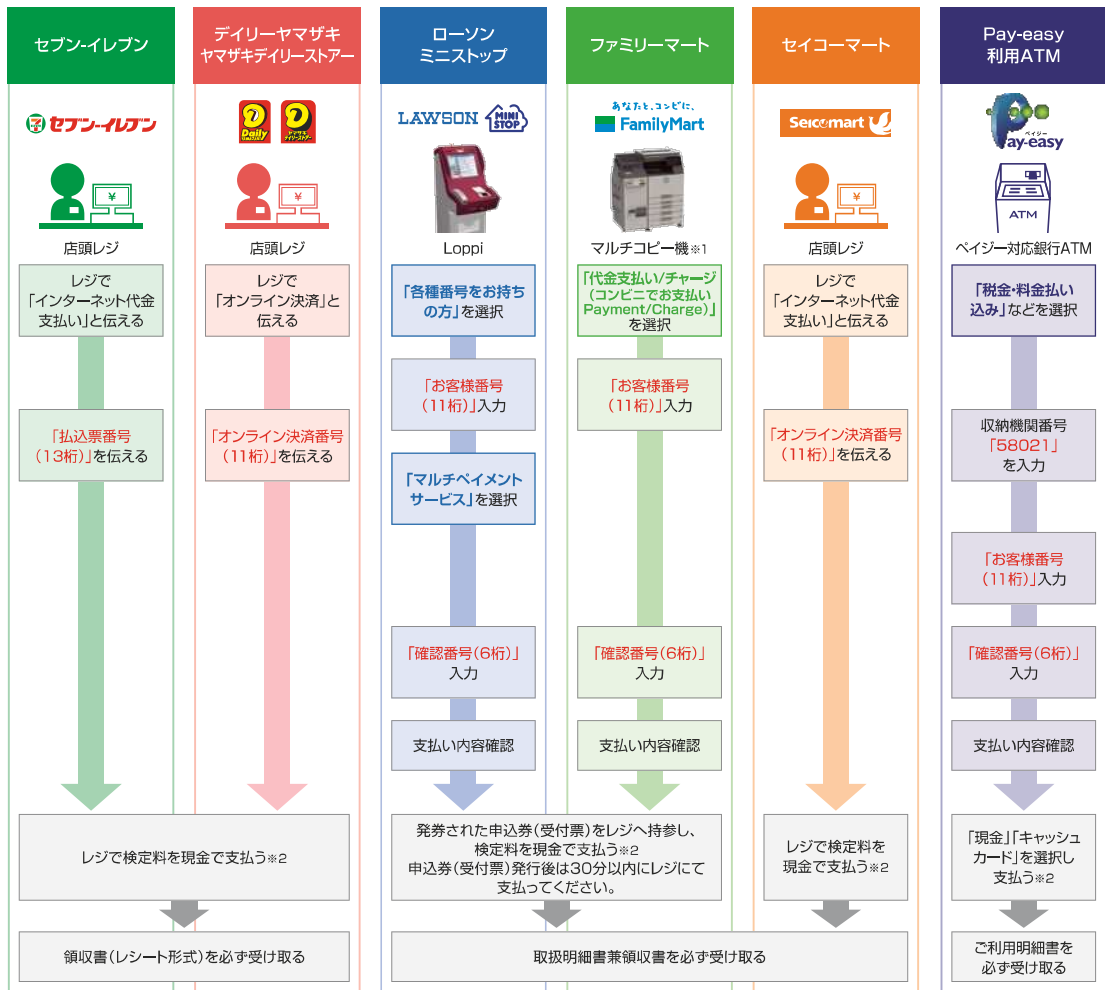 セブン-イレブン
7
ELEVEN
セブン-イレブン
¥
店頭レジ
レジで
「インターネット代金
支払い」と伝える
「払込票番号
(13桁)」を伝える
デイリーヤマザキ
ヤマザキデイリーストアー
Daily
YAMAZAKI
ヤマザキ
デイリーストアー
¥
店頭レジ
レジで
「オンライン決済」と
伝える
「オンライン決済番号
(11桁)」を伝える
レジで検定料を現金で支払う※2
領収書(レシート形式)を必ず受け取る
ローソン
ミニストップ
LAWSON
MINI
STOP
Loppi
「各種番号をお持ち
の方」を選択
「お客様番号
(11桁)」入力
「マルチペイメント
サービス」を選択
「確認番号(6桁)」
入力
支払い内容確認
ファミリーマート
あなたと、コンビに、
FamilyMart
マルチコピー機※1
「代金支払い/チャージ
(コンビニでお支払い
Payment/Charge)」
を選択
「お客様番号
(11桁)」入力
「確認番号(6桁)」
入力
支払い内容確認
発券された申込券(受付票)をレジへ持参し、
検定料を現金で支払う※2
申込券(受付票)発行後は30分以内にレジにて
支払ってください。
セイコーマート
Seicomart
¥
店頭レジ
レジで
「インターネット代金
支払い」と伝える
「オンライン決済番号
(11桁)」を伝える
レジで検定料を
現金で支払う※2
取扱明細書兼領収書を必ず受け取る
Pay-easy
利用ATM
ペイジー
Pay-easy
ATM
ペイジー対応銀行ATM
「税金・料金払い
込み」などを選択
収納機関番号
「58021」
を入力
「お客様番号
(11桁)」入力
「確認番号(6桁)」
入力
支払い内容確認
「現金」「キャッシュ
カード」を選択し
支払う※2
ご利用明細書を
必ず受け取る